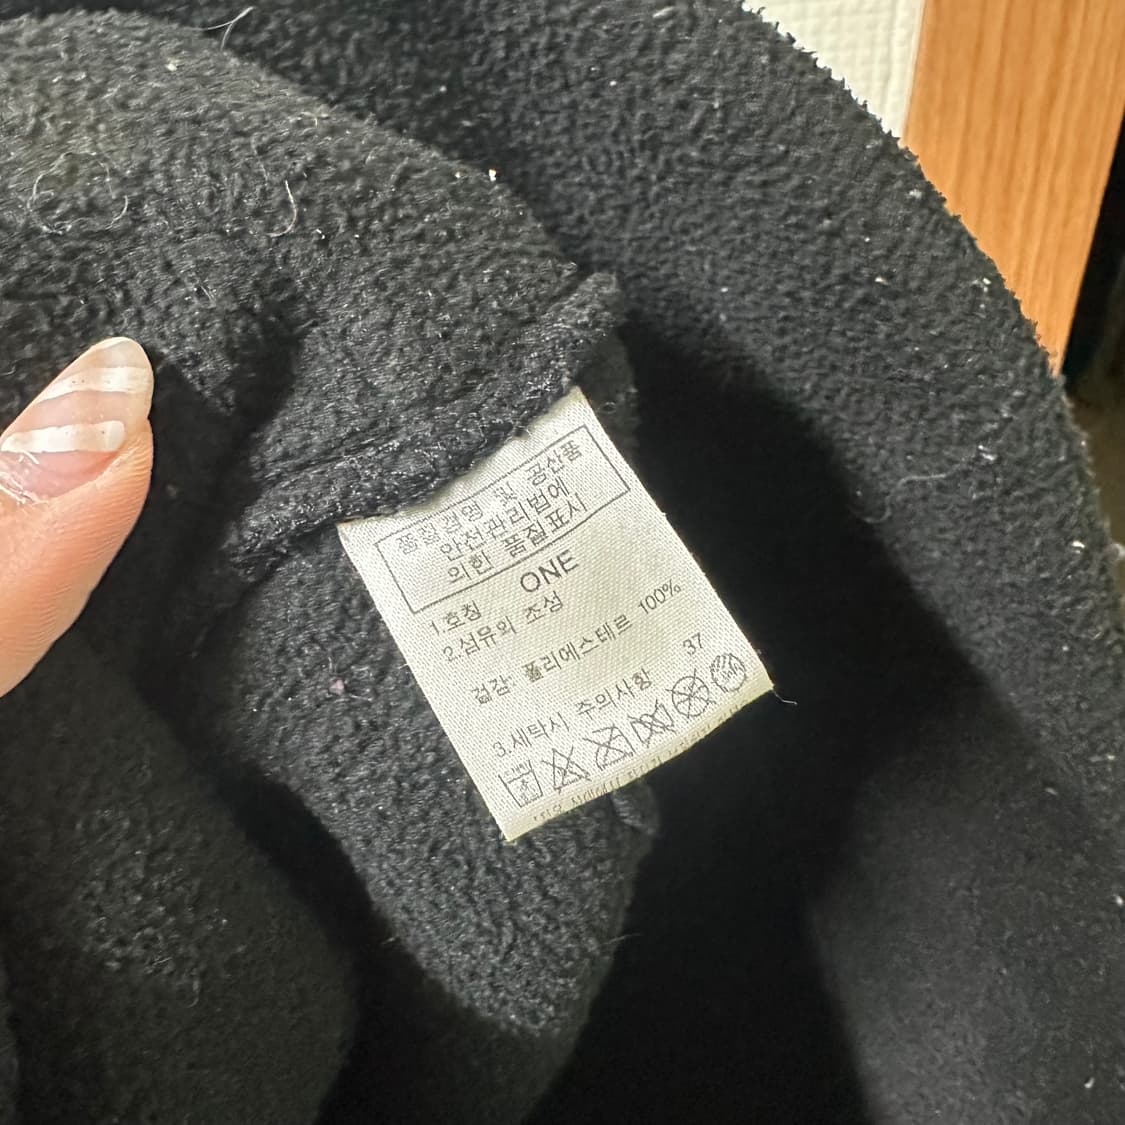 품질경영 및 공산품
안전관리법에
의한 품질표시
1.호칭 ONE
2.섬유의 조성
겉감: 폴리에스테르 100%
3.세탁시 주의사항 37